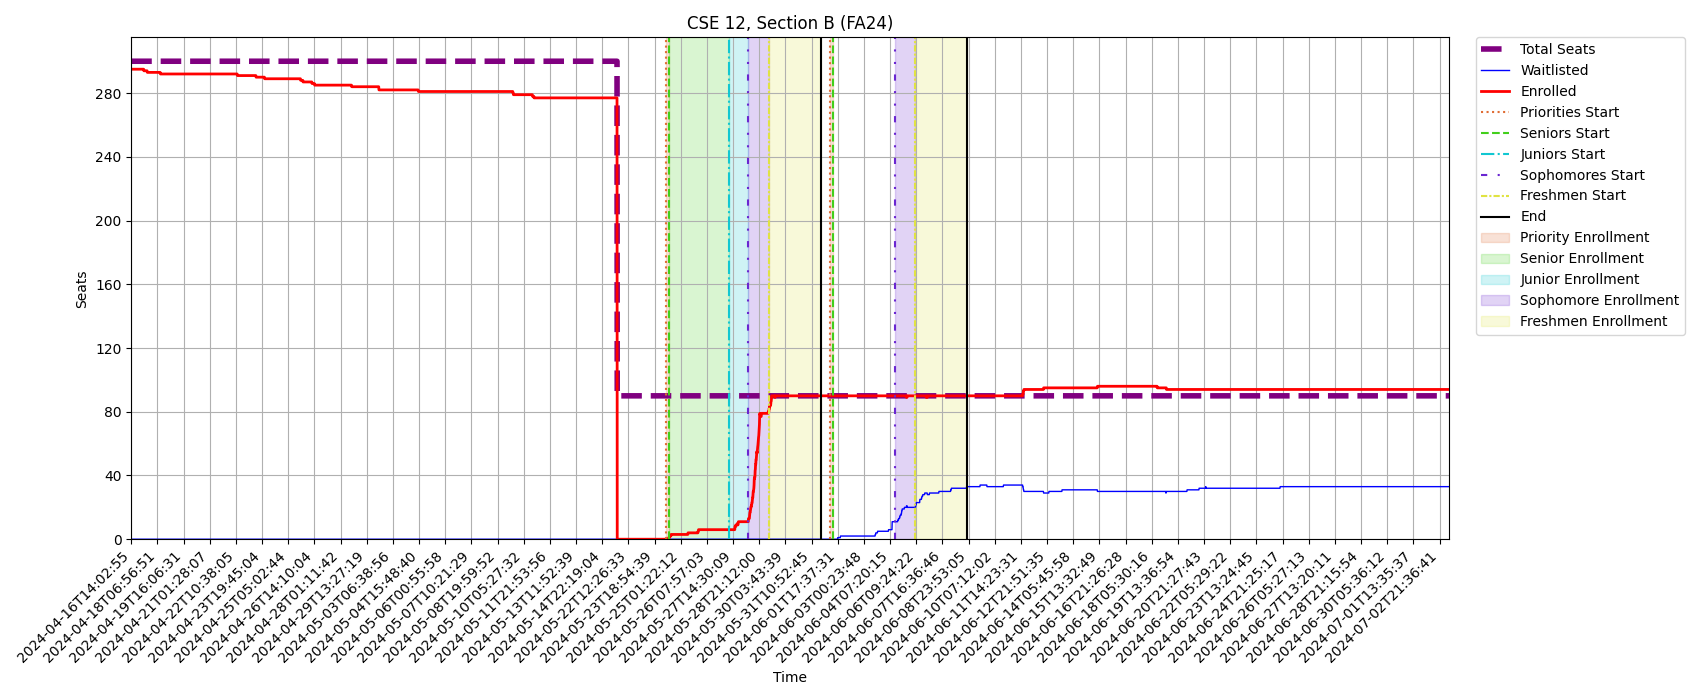 CSE 12, Section B (FA24)
Seats
280
240
200
160
120
80
40
0
2024-04-16T14:02:55
2024-04-18T06:56:51
2024-04-19T16:06:31
2024-04-21T01:28:07
2024-04-22T10:38:05
2024-04-23T19:45:04
2024-04-25T05:02:44
2024-04-26T14:10:04
2024-04-28T01:11:42
2024-04-29T13:27:19
2024-05-03T06:38:56
2024-05-04T15:48:40
2024-05-06T00:55:58
2024-05-07T10:21:29
2024-05-08T19:59:52
2024-05-10T05:27:32
2024-05-11T21:53:56
2024-05-13T11:52:39
2024-05-14T22:19:04
2024-05-22T12:26:33
2024-05-23T18:54:39
2024-05-25T01:22:12
2024-05-26T07:57:03
2024-05-27T14:30:09
2024-05-28T21:12:00
2024-05-30T03:43:39
2024-05-31T10:52:45
2024-06-01T17:37:31
2024-06-03T00:23:48
2024-06-04T07:20:15
2024-06-06T09:24:22
2024-06-07T16:36:46
2024-06-08T23:53:05
2024-06-10T07:12:02
2024-06-11T14:23:31
2024-06-12T21:51:35
2024-06-14T05:45:58
2024-06-15T13:32:49
2024-06-16T21:26:28
2024-06-18T05:30:16
2024-06-19T13:36:54
2024-06-20T21:27:43
2024-06-22T05:29:22
2024-06-23T13:24:45
2024-06-24T21:25:17
2024-06-26T05:27:13
2024-06-27T13:20:11
2024-06-28T21:15:54
2024-06-30T05:36:12
2024-07-01T13:35:37
2024-07-02T21:36:41
Time
Total Seats
Waitlisted
Enrolled
Priorities Start
Seniors Start
Juniors Start
Sophomores Start
Freshmen Start
End
Priority Enrollment
Senior Enrollment
Junior Enrollment
Sophomore Enrollment
Freshmen Enrollment